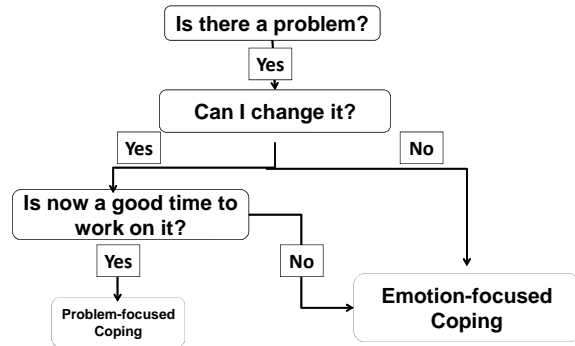 Is there a problem?
Yes
Can I change it?
Yes
No
Is now a good time to
work on it?
Yes
No
Problem-focused
Coping
Emotion-focused
Coping